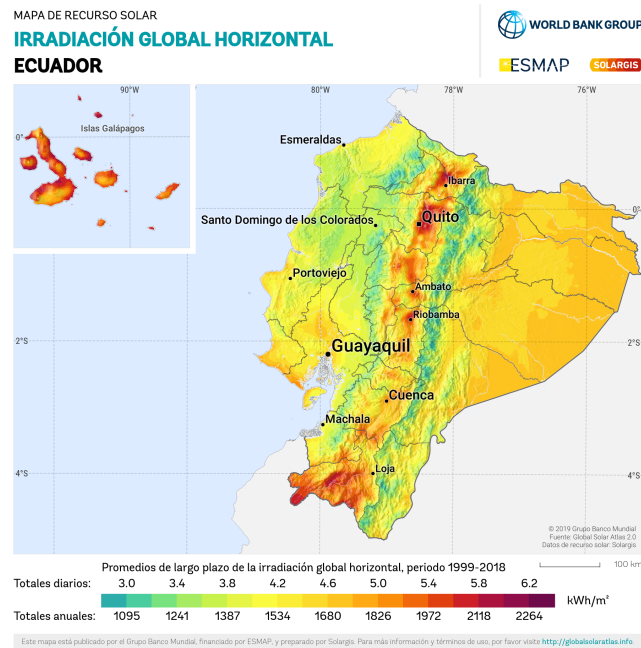 MAPA DE RECURSO SOLAR
IRRADIACIÓN GLOBAL HORIZONTAL
ECUADOR
WORLD BANK GROUP
ESMAP
SOLARGIS
90°W
80°W
78°W
76°W
Islas Galápagos
0°
Esmeraldas
Ibarra
0°
Quito
Santo Domingo de los Colorados
Portoviejo
Ambato
Riobamba
Guayaquil
2°S
2°S
Cuenca
Machala
Loja
4°S
4°S
© 2019 Grupo Banco Mundial
Fuente: Global Solar Atlas 2.0
Datos de recurso solar: Solargis
100 km
Promedios de largo plazo de la irradiación global horizontal, periodo 1999-2018
Totales diarios: 3.0 3.4 3.8 4.2 4.6 5.0 5.4 5.8 6.2
kWh/m²
Totales anuales: 1095 1241 1387 1534 1680 1826 1972 2118 2264
Este mapa está publicado por el Grupo Banco Mundial, financiado por ESMAP, y preparado por Solargis. Para más información y términos de uso, por favor visite http://globalsolaratlas.info.